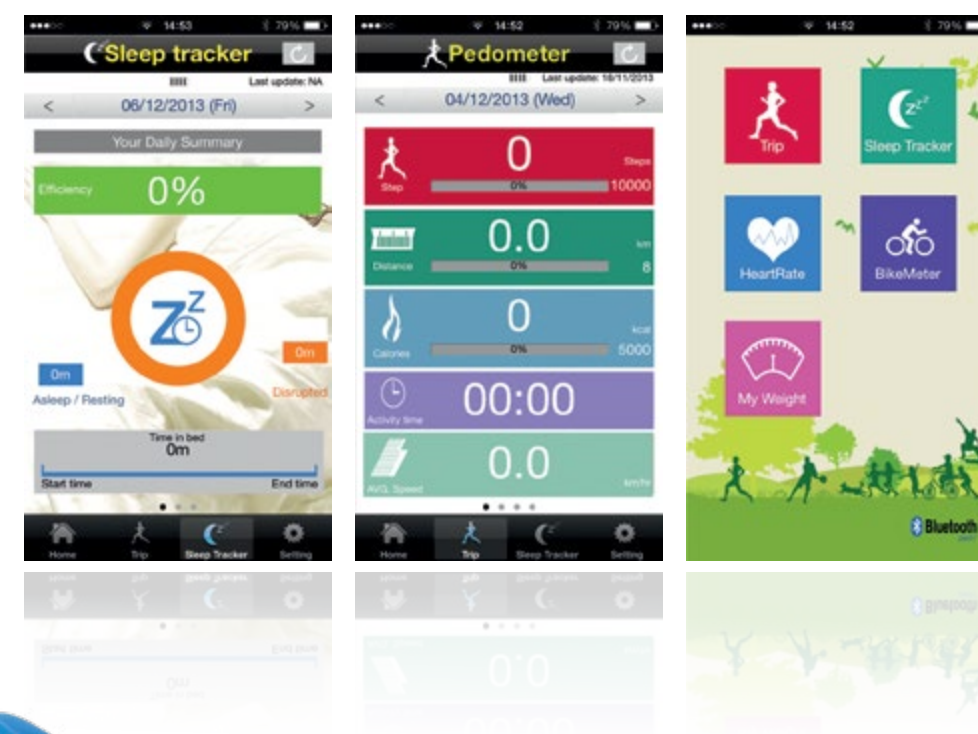 14:53
79%
Sleep tracker
Last update: NA
<
06/12/2013 (Fri)
>
Your Daily Summary
Efficiency
0%
Zz
0m
Asleep / Resting
0m
Disrupted
Time in bed
0m
Start time
End time
Home
Trip
Sleep Tracker
Setting
14:52
79%
Pedometer
Last update: 18/11/2013
<
04/12/2013 (Wed)
>
Step
0
Steps
0%
10000
Distance
0.0
km
0%
8
Calories
0
kcal
0%
5000
Activity time
00:00
AVG. Speed
0.0
km/hr
Home
Trip
Sleep Tracker
Setting
14:52
79%
Trip
zzz
Sleep Tracker
HeartRate
BikeMeter
My Weight
Bluetooth